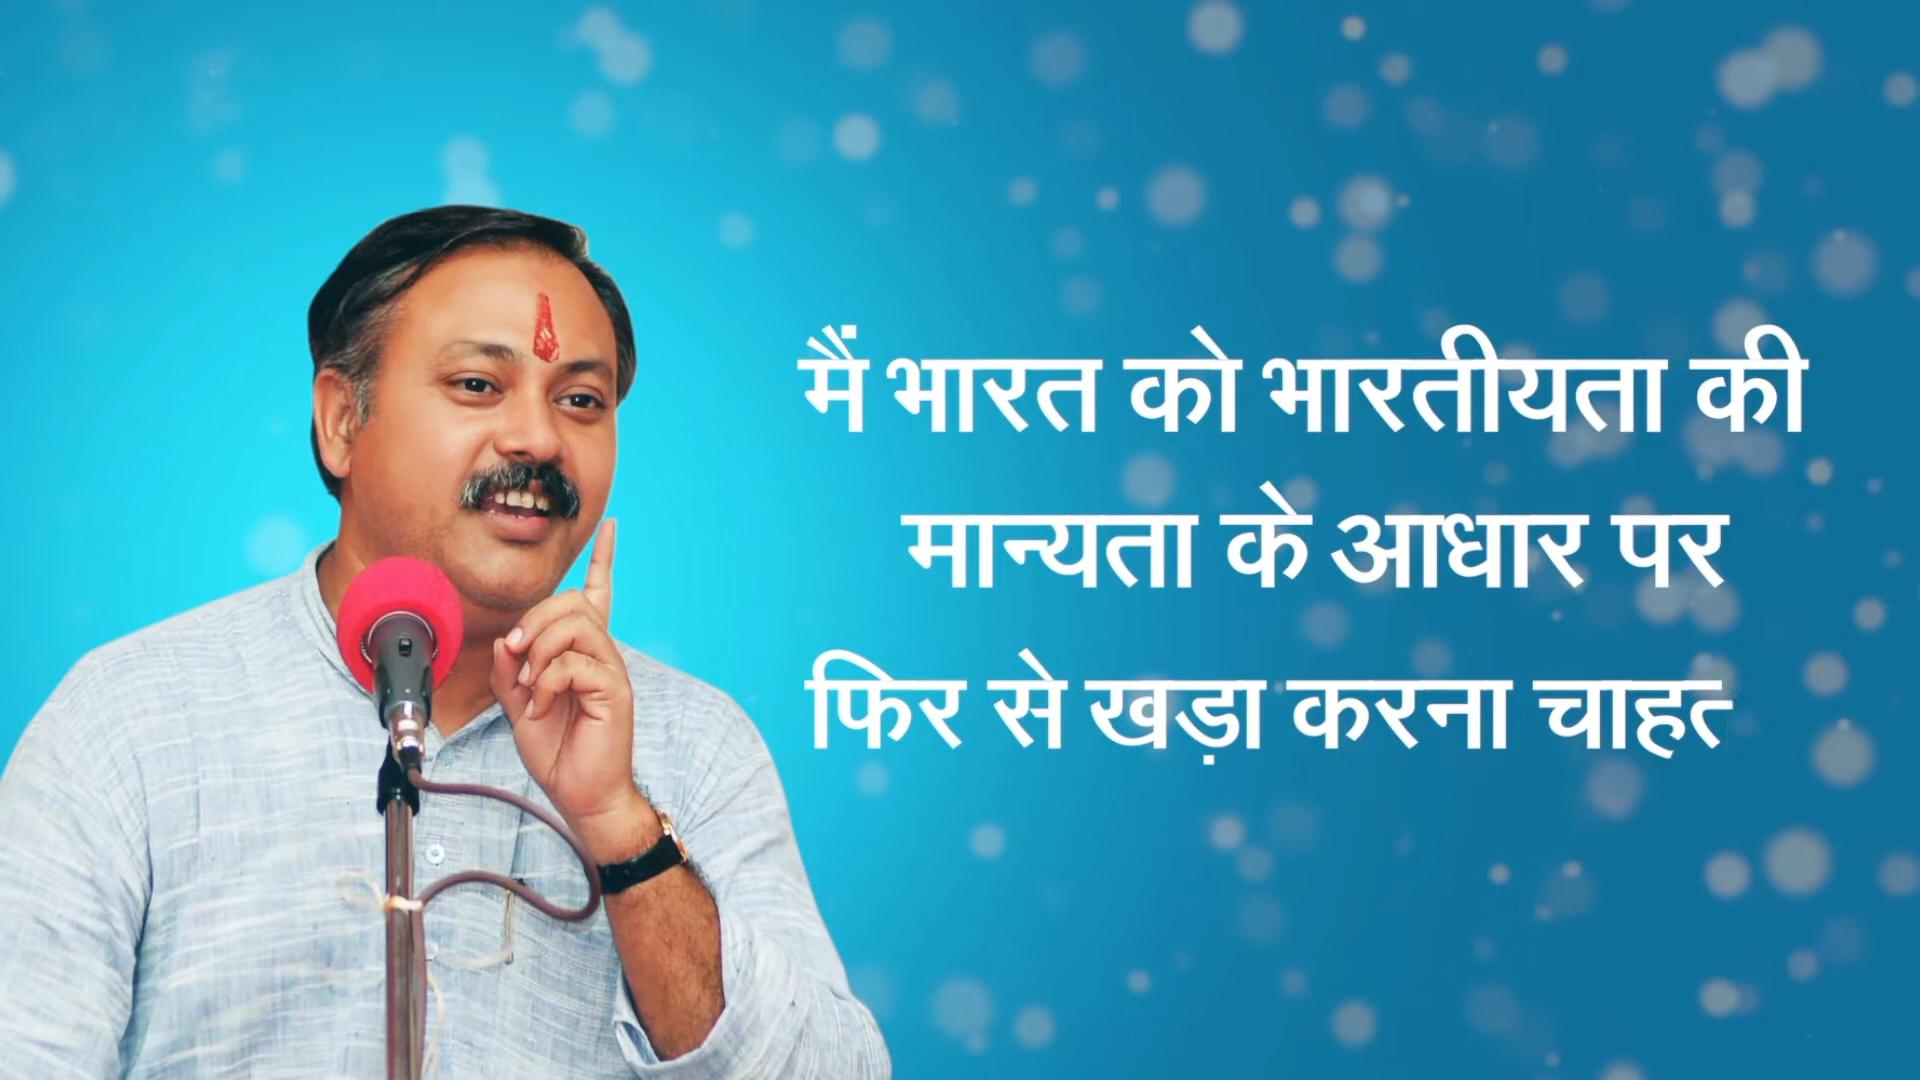 मैं भारत को भारतीयता की
मान्यता के आधार पर
फिर से खड़ा करना चाहत